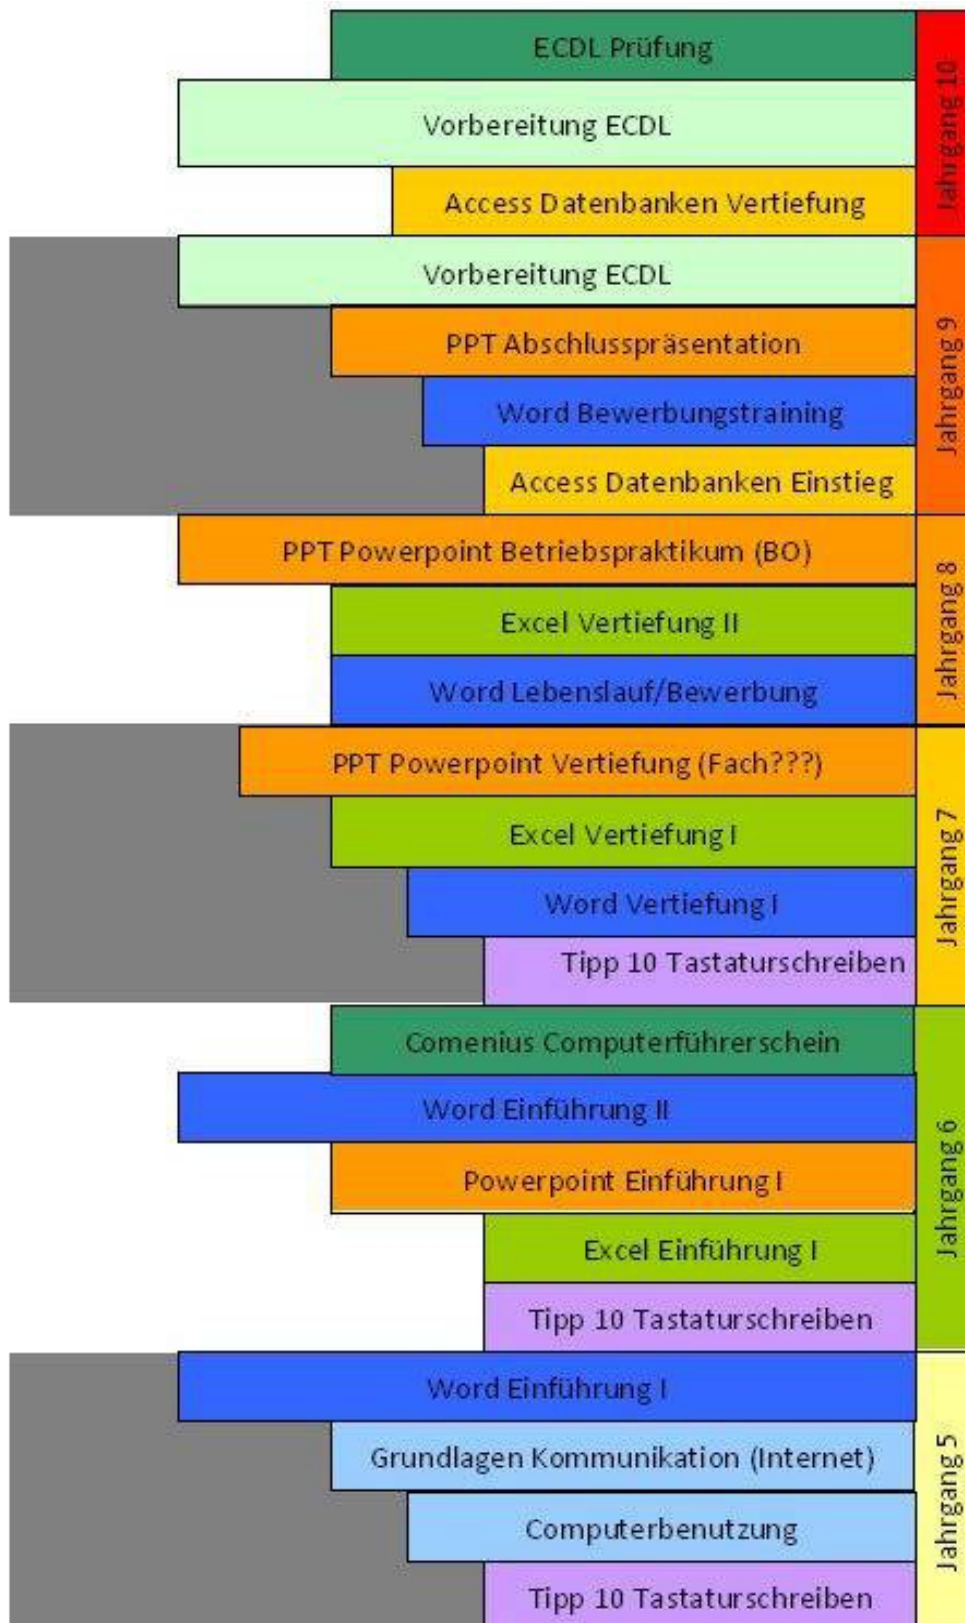 ECDL Prüfung
Vorbereitung ECDL
Access Datenbanken Vertiefung
Jahrgang 10
Vorbereitung ECDL
PPT Abschlusspräsentation
Word Bewerbungstraining
Access Datenbanken Einstieg
Jahrgang 9
PPT Powerpoint Betriebspraktikum (BO)
Excel Vertiefung II
Word Lebenslauf/Bewerbung
Jahrgang 8
PPT Powerpoint Vertiefung (Fach???)
Excel Vertiefung I
Word Vertiefung I
Tipp 10 Tastaturschreiben
Jahrgang 7
Comenius Computerführerschein
Word Einführung II
Powerpoint Einführung I
Excel Einführung I
Tipp 10 Tastaturschreiben
Jahrgang 6
Word Einführung I
Grundlagen Kommunikation (Internet)
Computerbenutzung
Tipp 10 Tastaturschreiben
Jahrgang 5